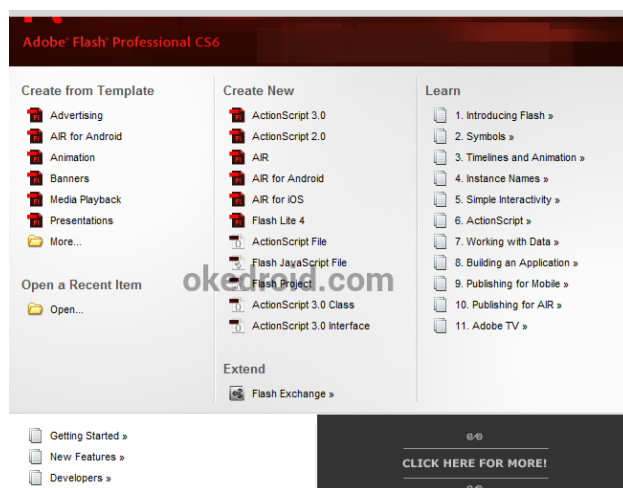 Adobe® Flash® Professional CS6
Create from Template
Advertising
AIR for Android
Animation
Banners
Media Playback
Presentations
More...
Open a Recent Item
Open...
Create New
ActionScript 3.0
ActionScript 2.0
AIR
AIR for Android
AIR for iOS
Flash Lite 4
ActionScript File
Flash JavaScript File
Flash Project
ActionScript 3.0 Class
ActionScript 3.0 Interface
Extend
Flash Exchange »
Learn
1. Introducing Flash »
2. Symbols »
3. Timelines and Animation »
4. Instance Names »
5. Simple Interactivity »
6. ActionScript »
7. Working with Data »
8. Building an Application »
9. Publishing for Mobile »
10. Publishing for AIR »
11. Adobe TV »
okedroid.com
Getting Started »
New Features »
Developers »
CLICK HERE FOR MORE!